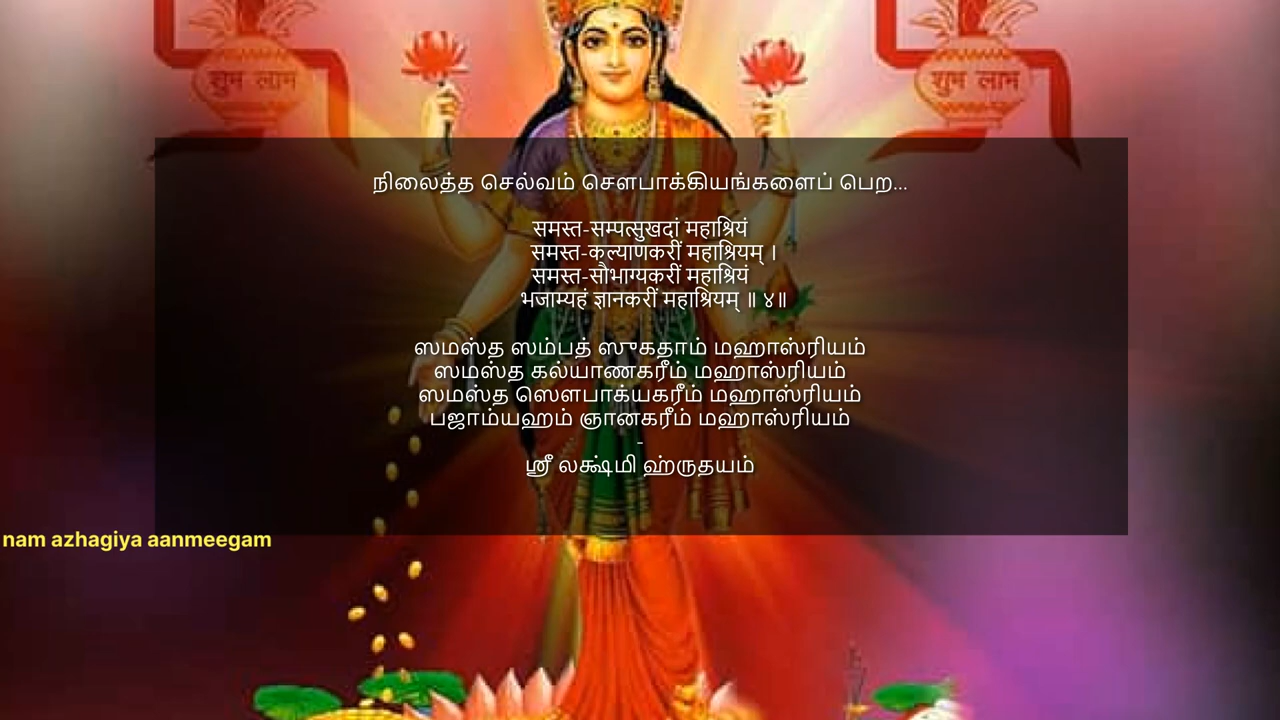 शुभ लाभ
शुभ लाभ
நிலைத்த செல்வம் சௌபாக்கியங்களைப் பெற...
समस्त-सम्पत्सुखदां महाश्रियं
समस्त-कल्याणकरीं महाश्रियम् ।
समस्त-सौभाग्यकरीं महाश्रियं
भजाम्यहं ज्ञानकरीं महाश्रियम् ॥ ४॥
ஸமஸ்த ஸம்பத் ஸுகதாம் மஹாஸ்ரியம்
ஸமஸ்த கல்யாணகரீம் மஹாஸ்ரியம்
ஸமஸ்த ஸௌபாக்யகரீம் மஹாஸ்ரியம்
பஜாம்யஹம் ஞானகரீம் மஹாஸ்ரியம்
-
ஸ்ரீ லக்ஷ்மி ஹ்ருதயம்
nam azhagiya aanmeegam